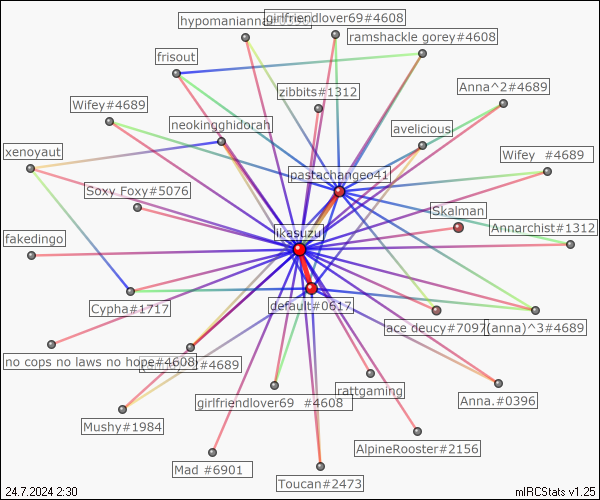 hypomanianna
girlfriendlover69#4608
ramshackle gorey#4608
frisout
zibbits#1312
Anna^2#4689
Wifey#4689
neokingghidorah
avelicious
xenoyaut
Wifey  #4689
pastachangeo41
Soxy Foxy#5076
Skalman
Annarchist#1312
ikasuzu
fakedingo
default#0617
Cypha#1717
ace deucy#7097
(anna)^3#4689
no cops no laws no hope#4608
#4689
girlfriendlover69  #4608
rattgaming
Anna.#0396
Mushy#1984
AlpineRooster#2156
Mad #6901
Toucan#2473
24.7.2024 2:30
mIRCStats v1.25